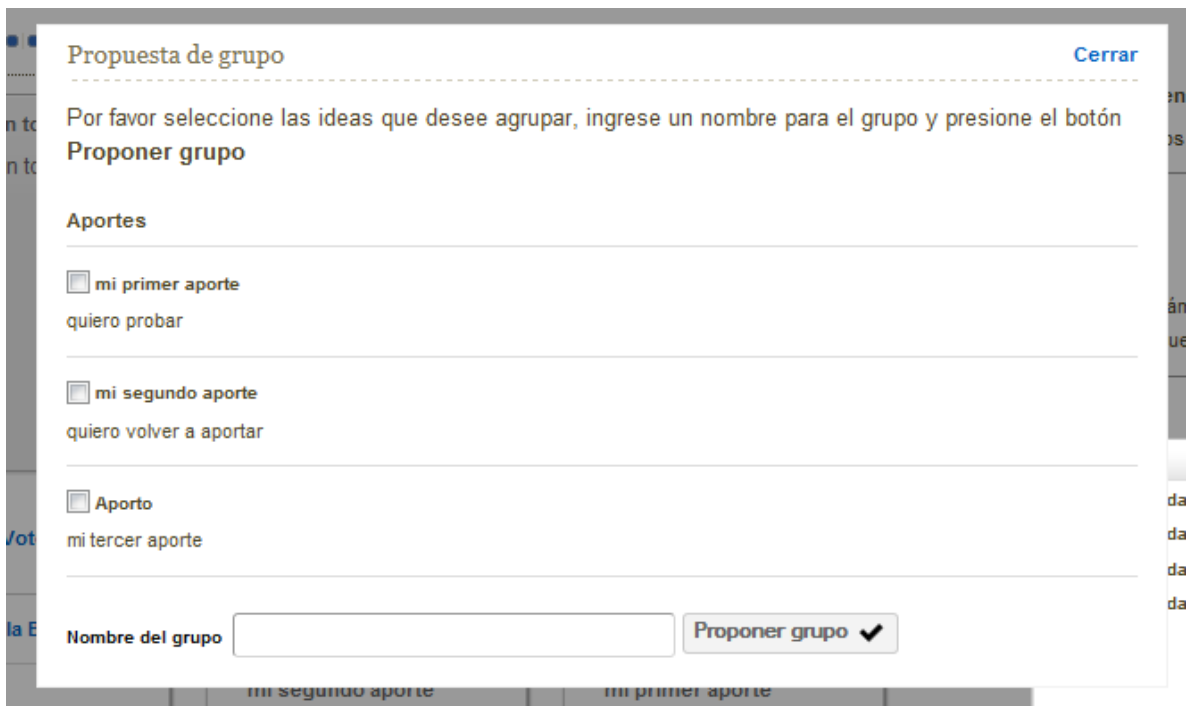 Propuesta de grupo
Cerrar
Por favor seleccione las ideas que desee agrupar, ingrese un nombre para el grupo y presione el botón
Proponer grupo
Aportes
mi primer aporte
quiero probar
mi segundo aporte
quiero volver a aportar
Aporto
mi tercer aporte
Nombre del grupo
Proponer grupo
mi segundo aporte
mi primer aporte